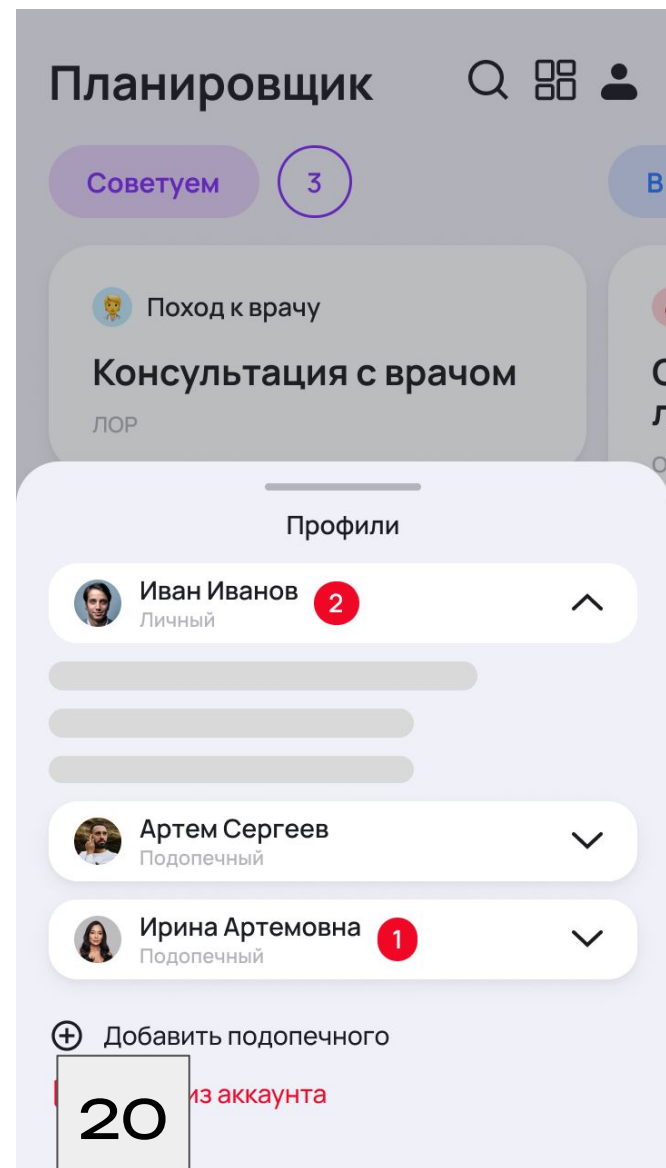 Планировщик
Советуем 3 В
Поход к врачу
Консультация с врачом
ЛОР
Профили
Иван Иванов 2
Личный
Артем Сергеев
Подопечный
Ирина Артемовна 1
Подопечный
Добавить подопечного
из аккаунта
20